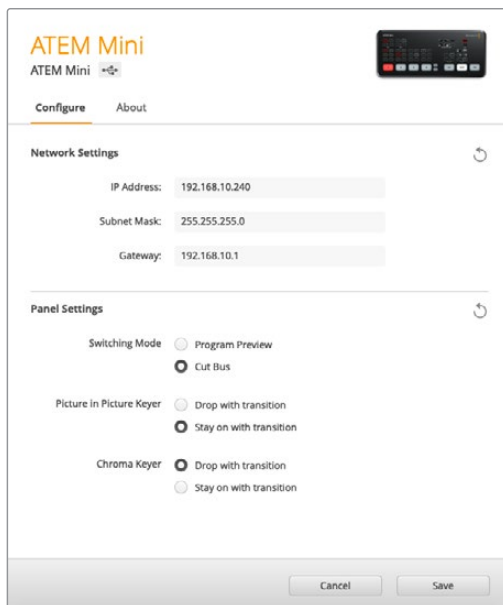 ATEM Mini
ATEM Mini
Configure About
Network Settings
IP Address: 192.168.10.240
Subnet Mask: 255.255.255.0
Gateway: 192.168.10.1
Panel Settings
Switching Mode Program Preview
Cut Bus
Picture in Picture Keyer Drop with transition
Stay on with transition
Chroma Keyer Drop with transition
Stay on with transition
Cancel Save